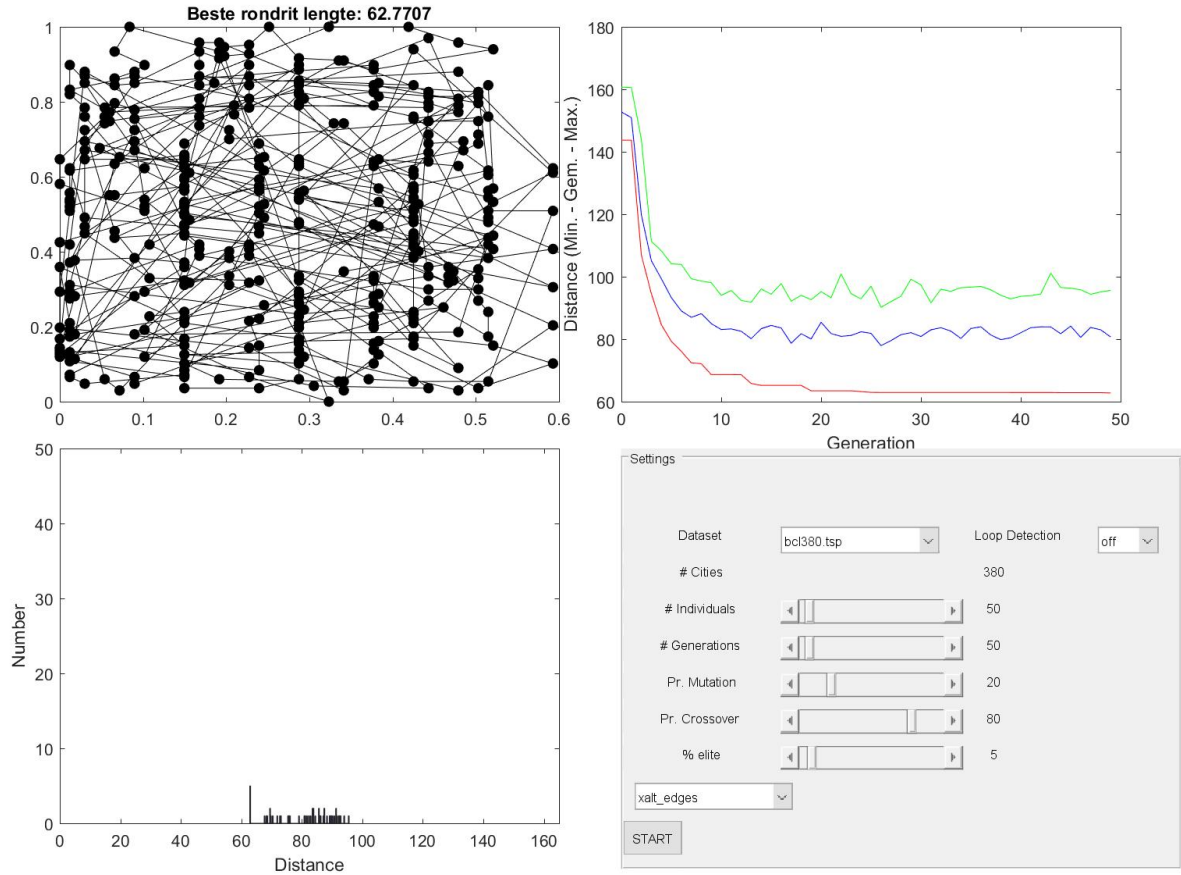 Beste rondrit lengte: 62.7707
1
0.8
0.6
0.4
0.2
0
0 0.1 0.2 0.3 0.4 0.5 0.6
Distance (Min. - Gem. - Max.)
180
160
140
120
100
80
60
0 10 20 30 40 50
Generation
Number
50
40
30
20
10
0
0 20 40 60 80 100 120 140 160
Distance
Settings
Dataset bcl380.tsp Loop Detection off
# Cities 380
# Individuals 50
# Generations 50
Pr. Mutation 20
Pr. Crossover 80
% elite 5
xalt_edges
START